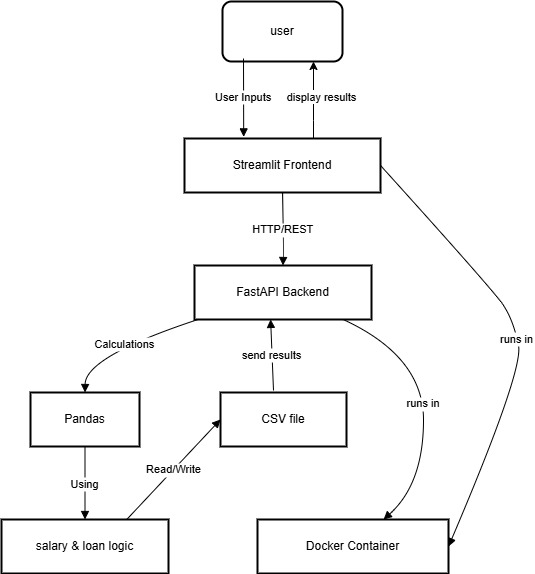 user
User Inputs
display results
Streamlit Frontend
HTTP/REST
runs in
FastAPI Backend
Calculations
send results
runs in
Pandas
CSV file
Using
Read/Write
salary & loan logic
Docker Container